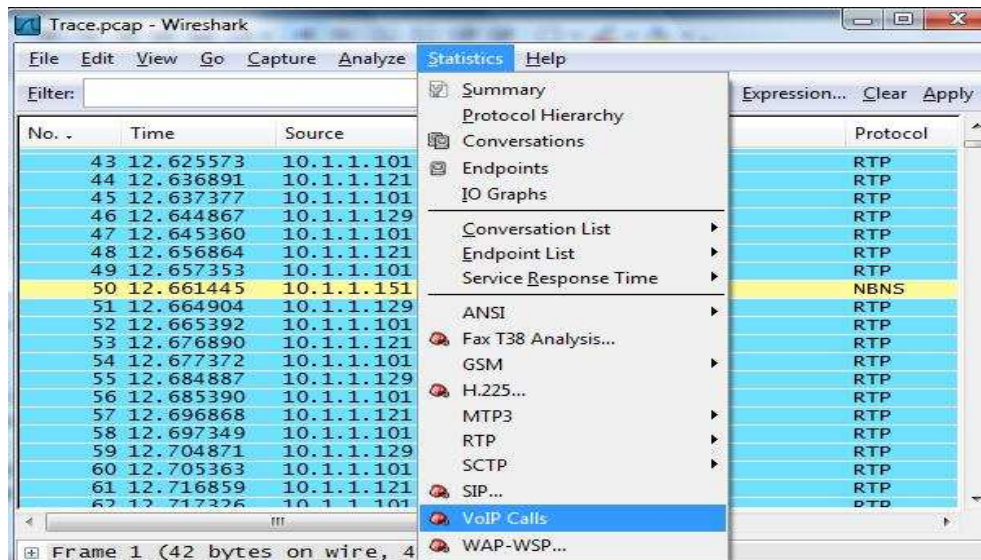 Trace.pcap - Wireshark
File Edit View Go Capture Analyze Statistics Help
Filter: Expression... Clear Apply
No. . Time Source Protocol
43 12.625573 10.1.1.101 RTP
44 12.636891 10.1.1.121 RTP
45 12.637377 10.1.1.101 RTP
46 12.644867 10.1.1.129 RTP
47 12.645360 10.1.1.101 RTP
48 12.656864 10.1.1.121 RTP
49 12.657353 10.1.1.101 RTP
50 12.661445 10.1.1.151 NBNS
51 12.664904 10.1.1.129 RTP
52 12.665392 10.1.1.101 RTP
53 12.676890 10.1.1.121 RTP
54 12.677372 10.1.1.101 RTP
55 12.684887 10.1.1.129 RTP
56 12.685390 10.1.1.101 RTP
57 12.696868 10.1.1.121 RTP
58 12.697349 10.1.1.101 RTP
59 12.704871 10.1.1.129 RTP
60 12.705363 10.1.1.101 RTP
61 12.716859 10.1.1.121 RTP
62 12.717326 10.1.1.101 RTP
Frame 1 (42 bytes on wire, 4
Summary
Protocol Hierarchy
Conversations
Endpoints
IO Graphs
Conversation List
Endpoint List
Service Response Time
ANSI
Fax T38 Analysis...
GSM
H.225...
MTP3
RTP
SCTP
SIP...
VoIP Calls
WAP-WSP...